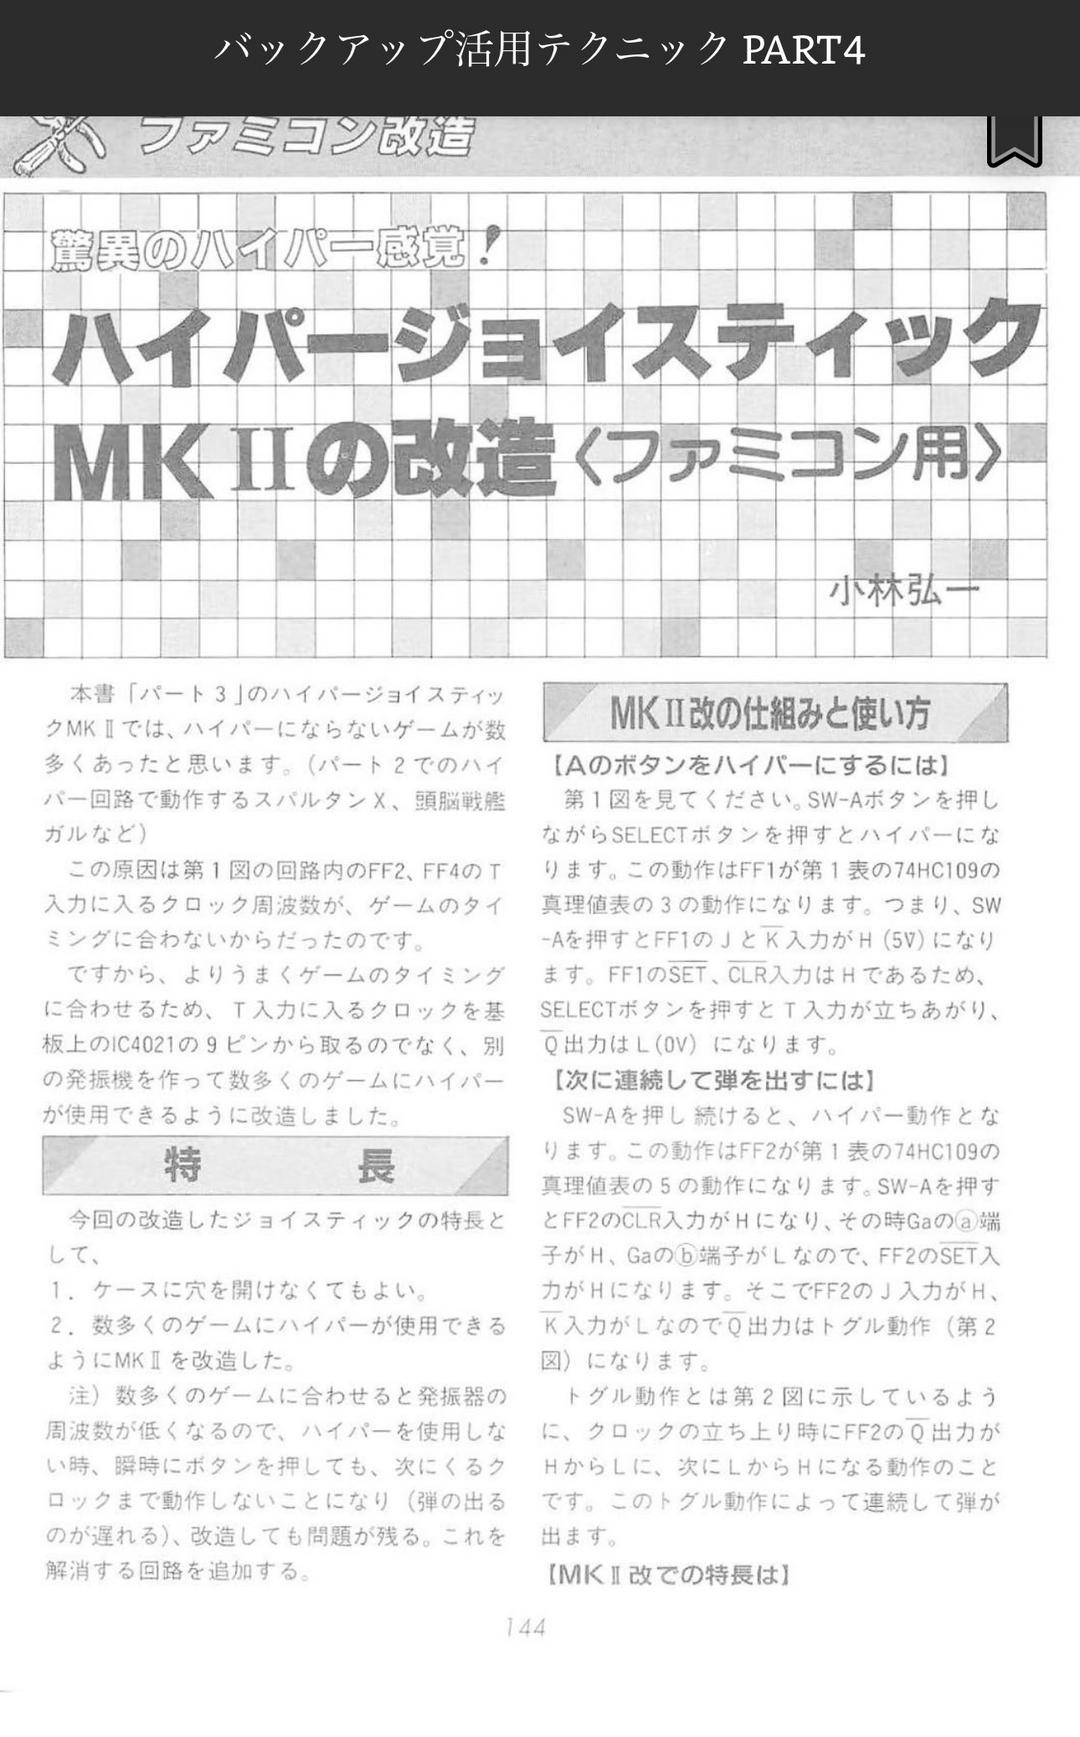 バックアップ活用テクニック PART4
ファミコン改造
驚異のハイパー感覚!
ハイパージョイスティック
MKⅡの改造〈ファミコン用〉
小林弘一
本書「パート3」のハイパージョイスティッ
クMKⅡでは、ハイパーにならないゲームが数
多くあったと思います。(パート2でのハイ
パー回路で動作するスパルタンX、頭脳戦艦
ガルなど)
この原因は第1図の回路内のFF2、FF4のT
入力に入るクロック周波数が、ゲームのタイ
ミングに合わないからだったのです。
ですから、よりうまくゲームのタイミング
に合わせるため、T入力に入るクロックを基
板上のIC4021の9ピンから取るのでなく、別
の発振機を作って数多くのゲームにハイパー
が使用できるように改造しました。
特 長
今回の改造したジョイスティックの特長と
して、
1．ケースに穴を開けなくてもよい。
2．数多くのゲームにハイパーが使用できる
ようにMKⅡを改造した。
注）数多くのゲームに合わせると発振器の
周波数が低くなるので、ハイパーを使用しな
い時、瞬時にボタンを押しても、次にくるク
ロックまで動作しないことになり（弾の出る
のが遅れる）、改造しても問題が残る。これを
解消する回路を追加する。
MKⅡ改の仕組みと使い方
【Aのボタンをハイパーにするには】
第1図を見てください。SW-Aボタンを押し
ながらSELECTボタンを押すとハイパーにな
ります。この動作はFF1が第1表の74HC109の
真理値表の3の動作になります。つまり、SW
-Aを押すとFF1のJとK̅入力がH(5V)になり
ます。FF1のS̅E̅T̅、C̅L̅R̅入力はHであるため、
SELECTボタンを押すとT入力が立ちあがり、
Q̅出力はL(0V)になります。
【次に連続して弾を出すには】
SW-Aを押し続けると、ハイパー動作とな
ります。この動作はFF2が第1表の74HC109の
真理値表の5の動作になります。SW-Aを押す
とFF2のC̅L̅R̅入力がHになり、その時Gaのⓐ端
子がH、Gaのⓑ端子がLなので、FF2のS̅E̅T̅入
力がHになります。そこでFF2のJ入力がH、
K̅入力がLなのでQ̅出力はトグル動作（第2
図）になります。
トグル動作とは第2図に示しているよう
に、クロックの立ち上り時にFF2のQ̅出力が
HからLに、次にLからHになる動作のこと
です。このトグル動作によって連続して弾が
出ます。
【MKⅡ改での特長は】
144